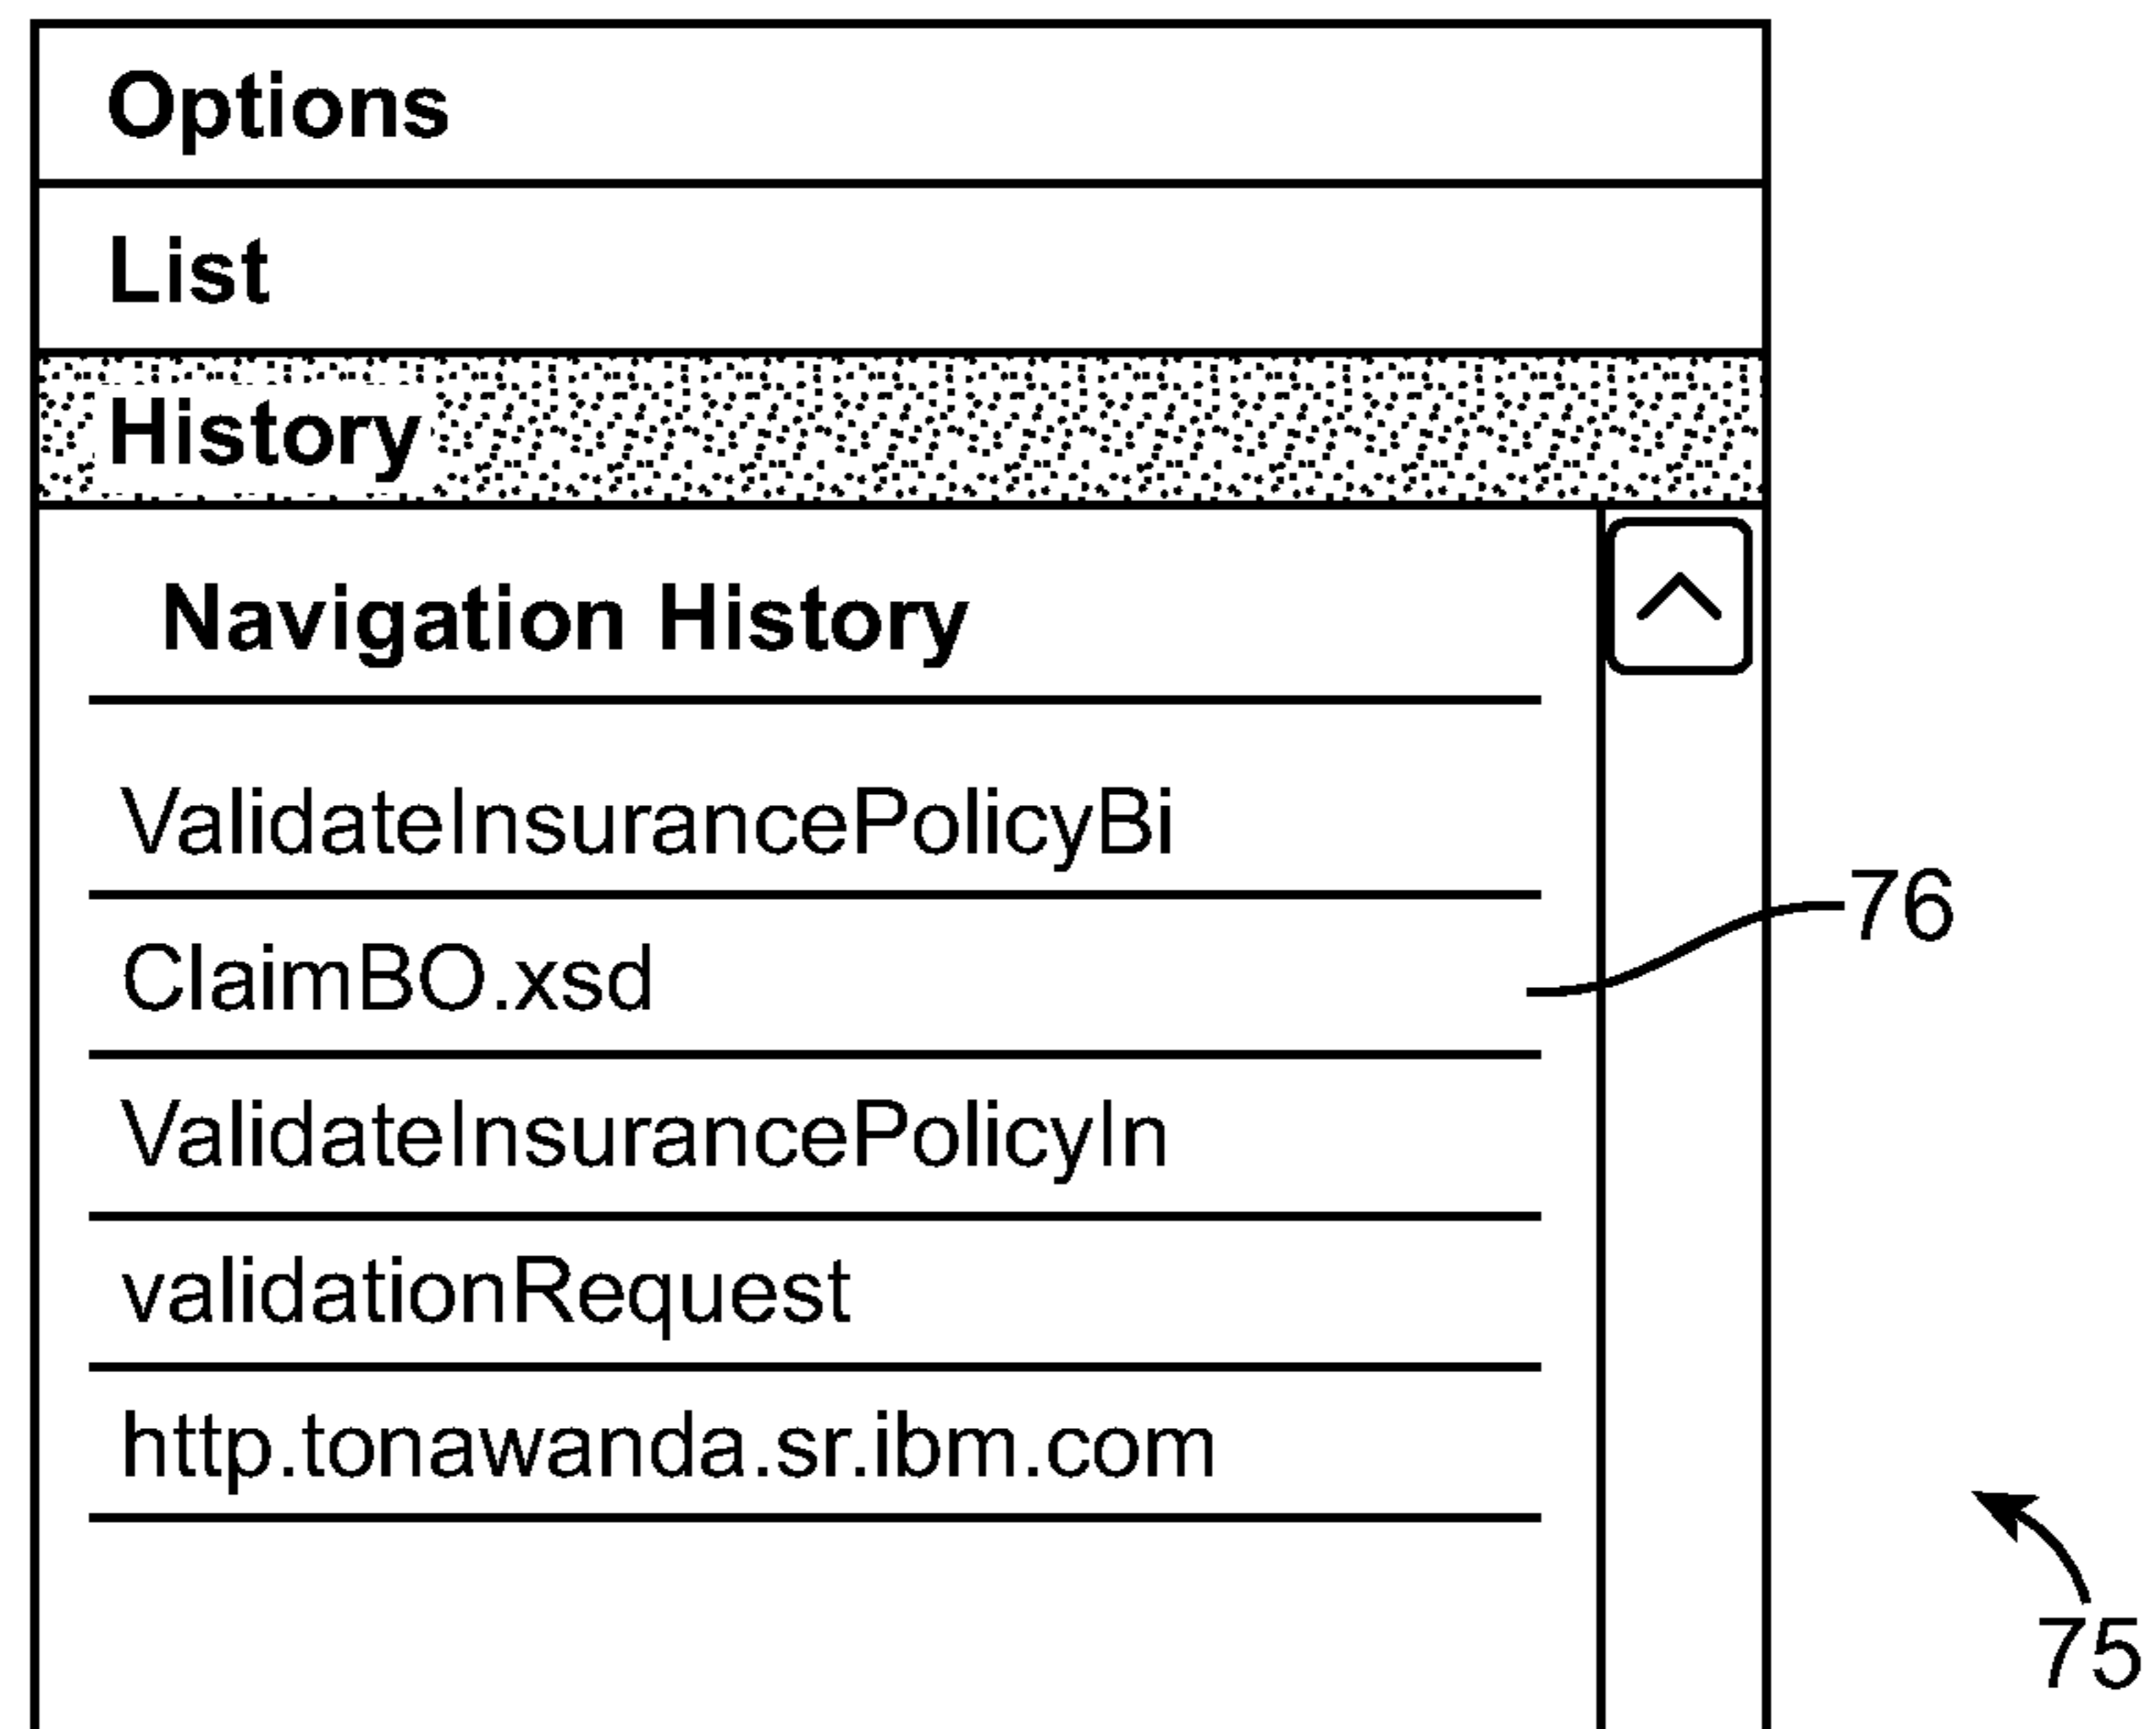 Options
List
History
Navigation History
ValidateInsurancePolicyBi
ClaimBO.xsd
76
ValidateInsurancePolicyIn
validationRequest
http.tonawanda.sr.ibm.com
75